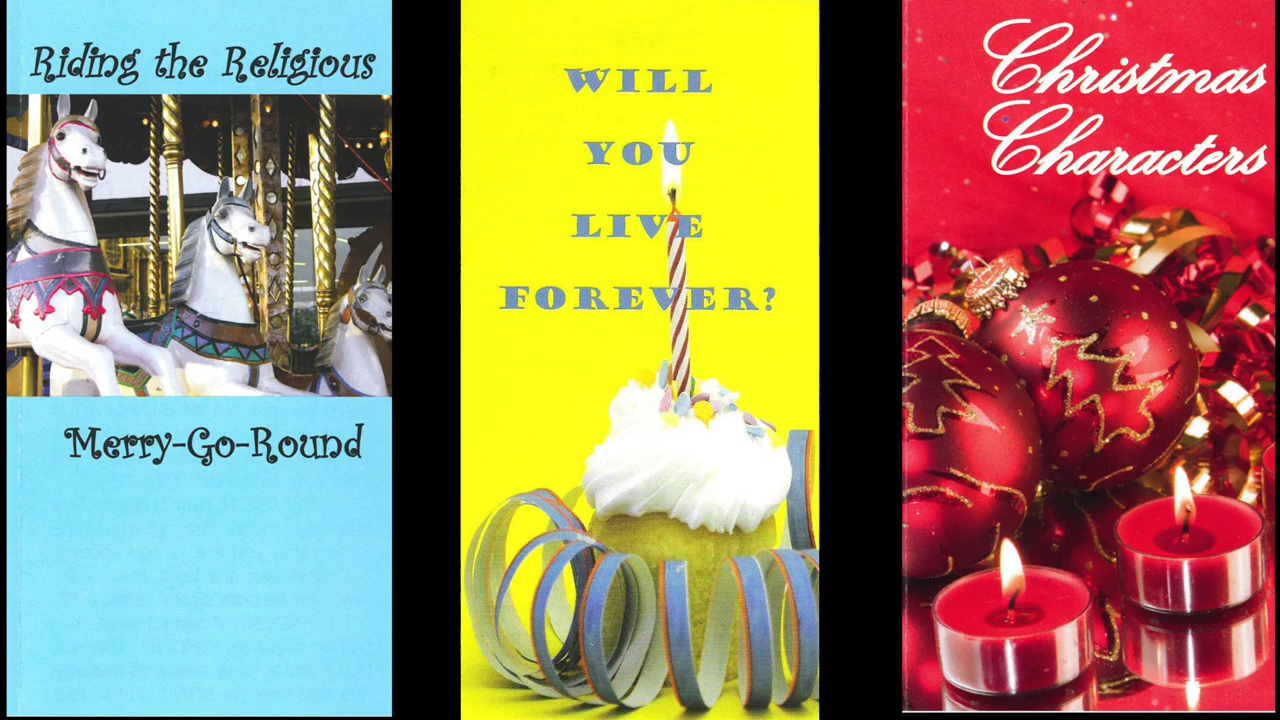 Riding the Religious
Merry-Go-Round
WILL
YOU
LIVE
FOREVER?
Christmas
Characters